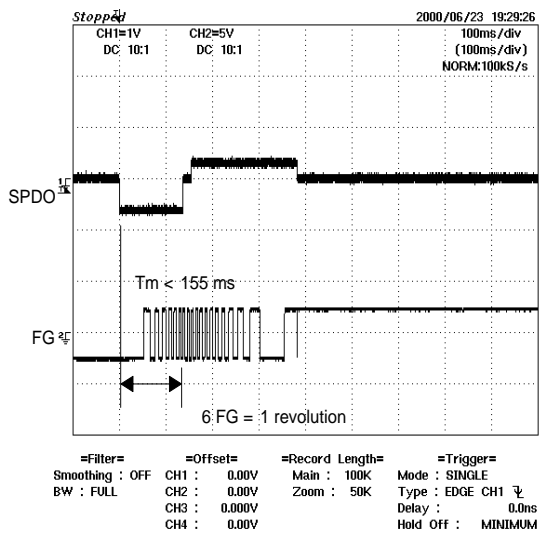 Stopped 2000/06/23 19:29:26
CH1=1V CH2=5V 100ms/div
DC 10:1 DC 10:1 (100ms/div)
NORM:100kS/s
SPDO
Tm < 155 ms
FG
6 FG = 1 revolution
=Filter= =Offset= =Record Length= =Trigger=
Smoothing : OFF CH1 : 0.00V Main : 100K Mode : SINGLE
BW : FULL CH2 : 0.00V Zoom : 50K Type : EDGE CH1
CH3 : 0.000V Delay : 0.0ns
CH4 : 0.00V Hold Off : MINIMUM